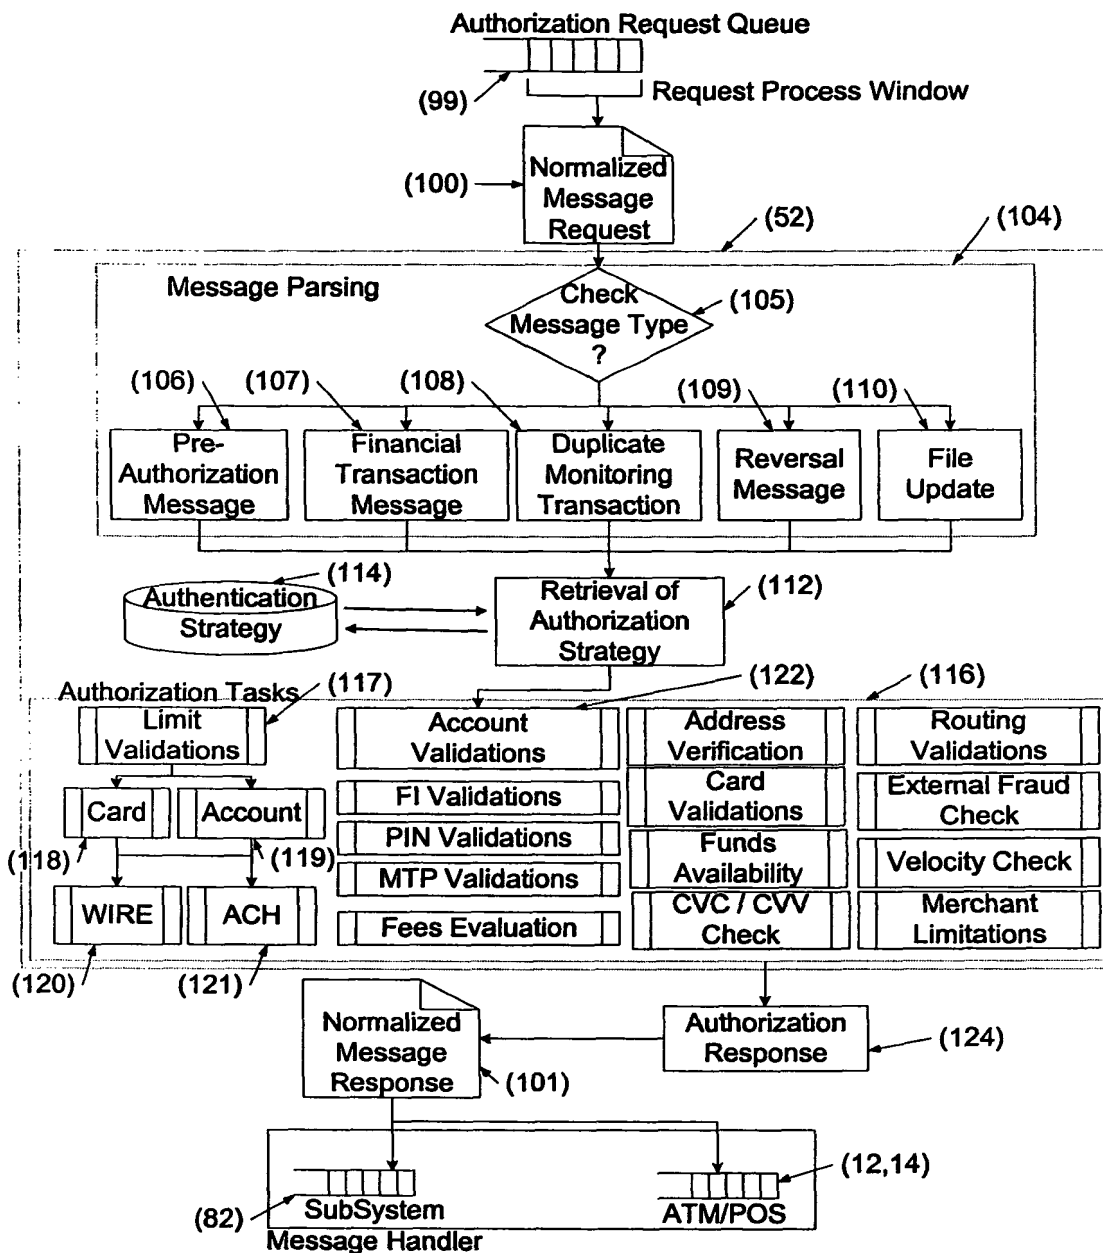 Authorization Request Queue
(99)
Request Process Window
(100)
Normalized
Message
Request
(52)
(104)
Message Parsing
Check
Message Type
?
(105)
(106)
(107)
(108)
(109)
(110)
Pre-
Authorization
Message
Financial
Transaction
Message
Duplicate
Monitoring
Transaction
Reversal
Message
File
Update
(114)
Authentication
Strategy
Retrieval of
Authorization
Strategy
(112)
Authorization Tasks
(117)
(122)
(116)
Limit
Validations
Card
Account
(118)
(119)
WIRE
ACH
(120)
(121)
Account
Validations
FI Validations
PIN Validations
MTP Validations
Fees Evaluation
Address
Verification
Card
Validations
Funds
Availability
CVC / CVV
Check
Routing
Validations
External Fraud
Check
Velocity Check
Merchant
Limitations
Normalized
Message
Response
(101)
Authorization
Response
(124)
(82)
SubSystem
ATM/POS
(12,14)
Message Handler